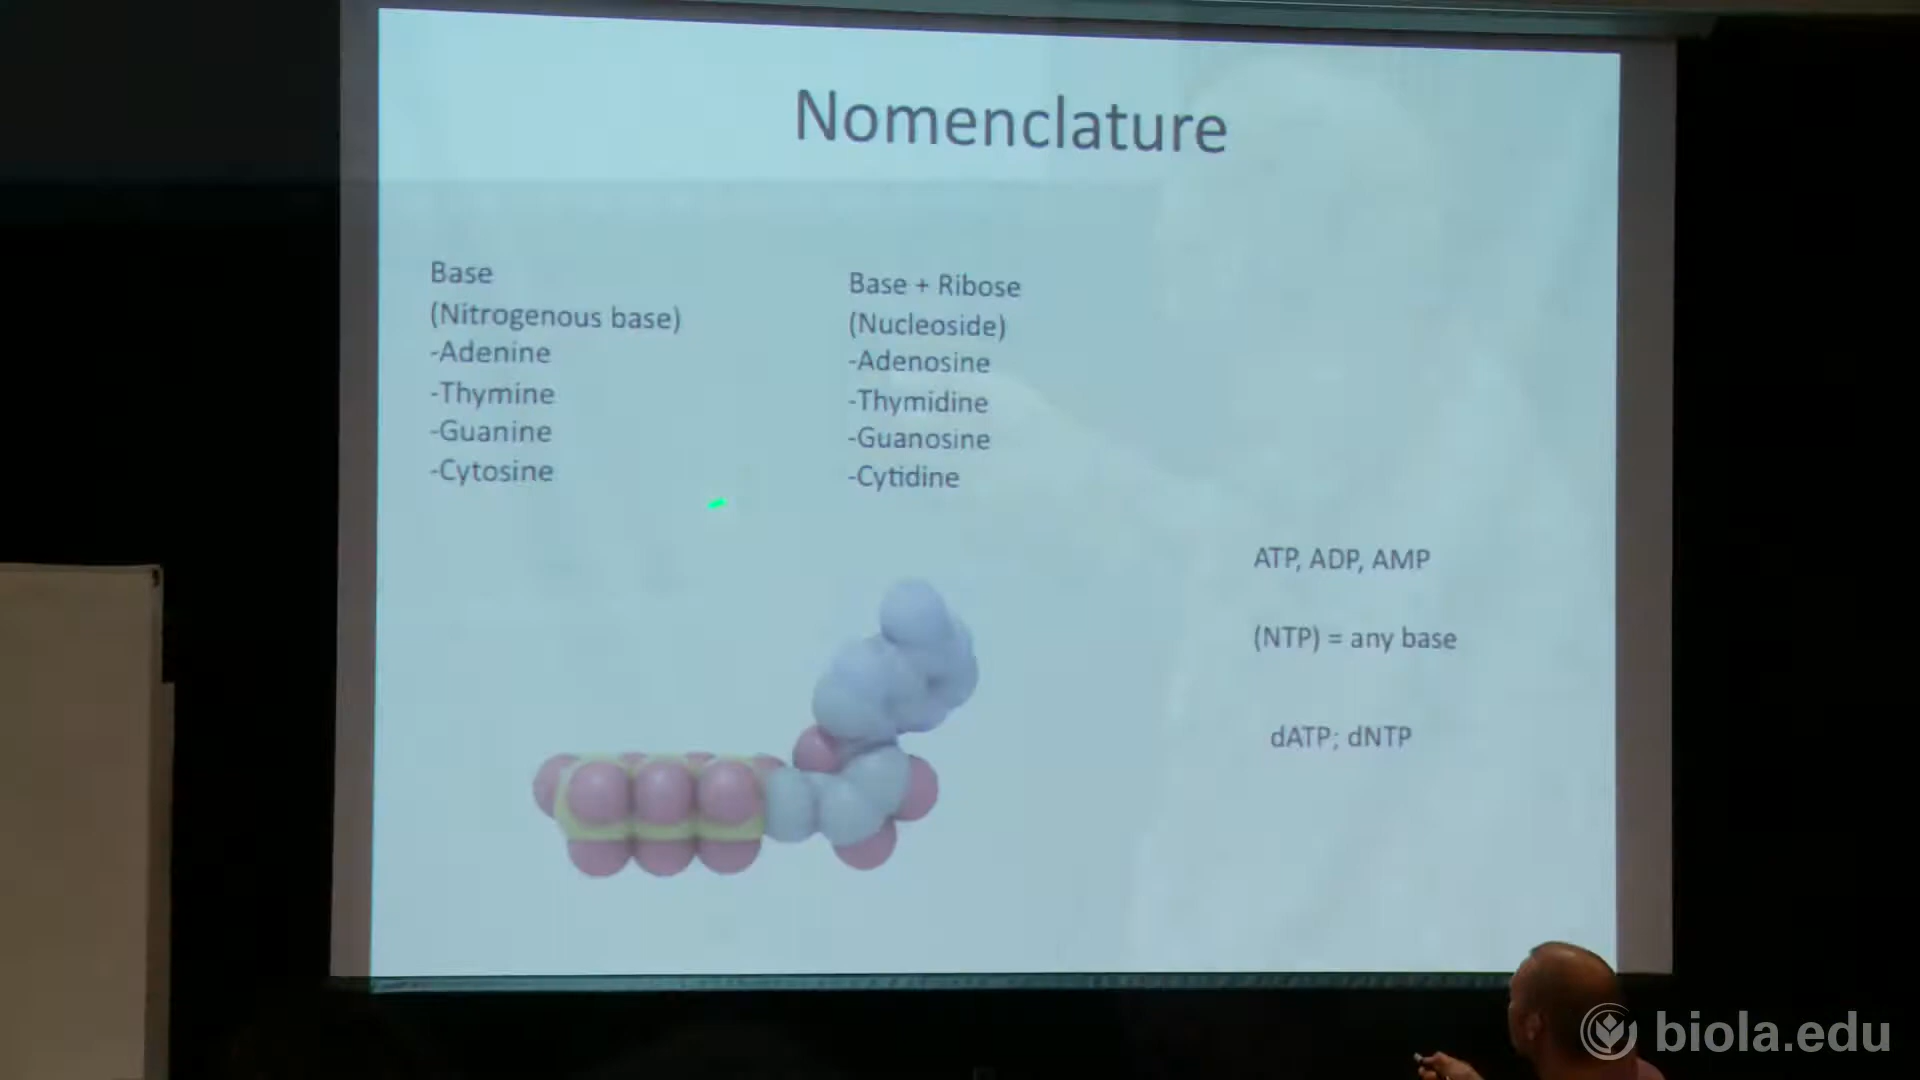 Nomenclature
Base
(Nitrogenous base)
-Adenine
-Thymine
-Guanine
-Cytosine
Base + Ribose
(Nucleoside)
-Adenosine
-Thymidine
-Guanosine
-Cytidine
ATP, ADP, AMP
(NTP) = any base
dATP; dNTP
biola.edu